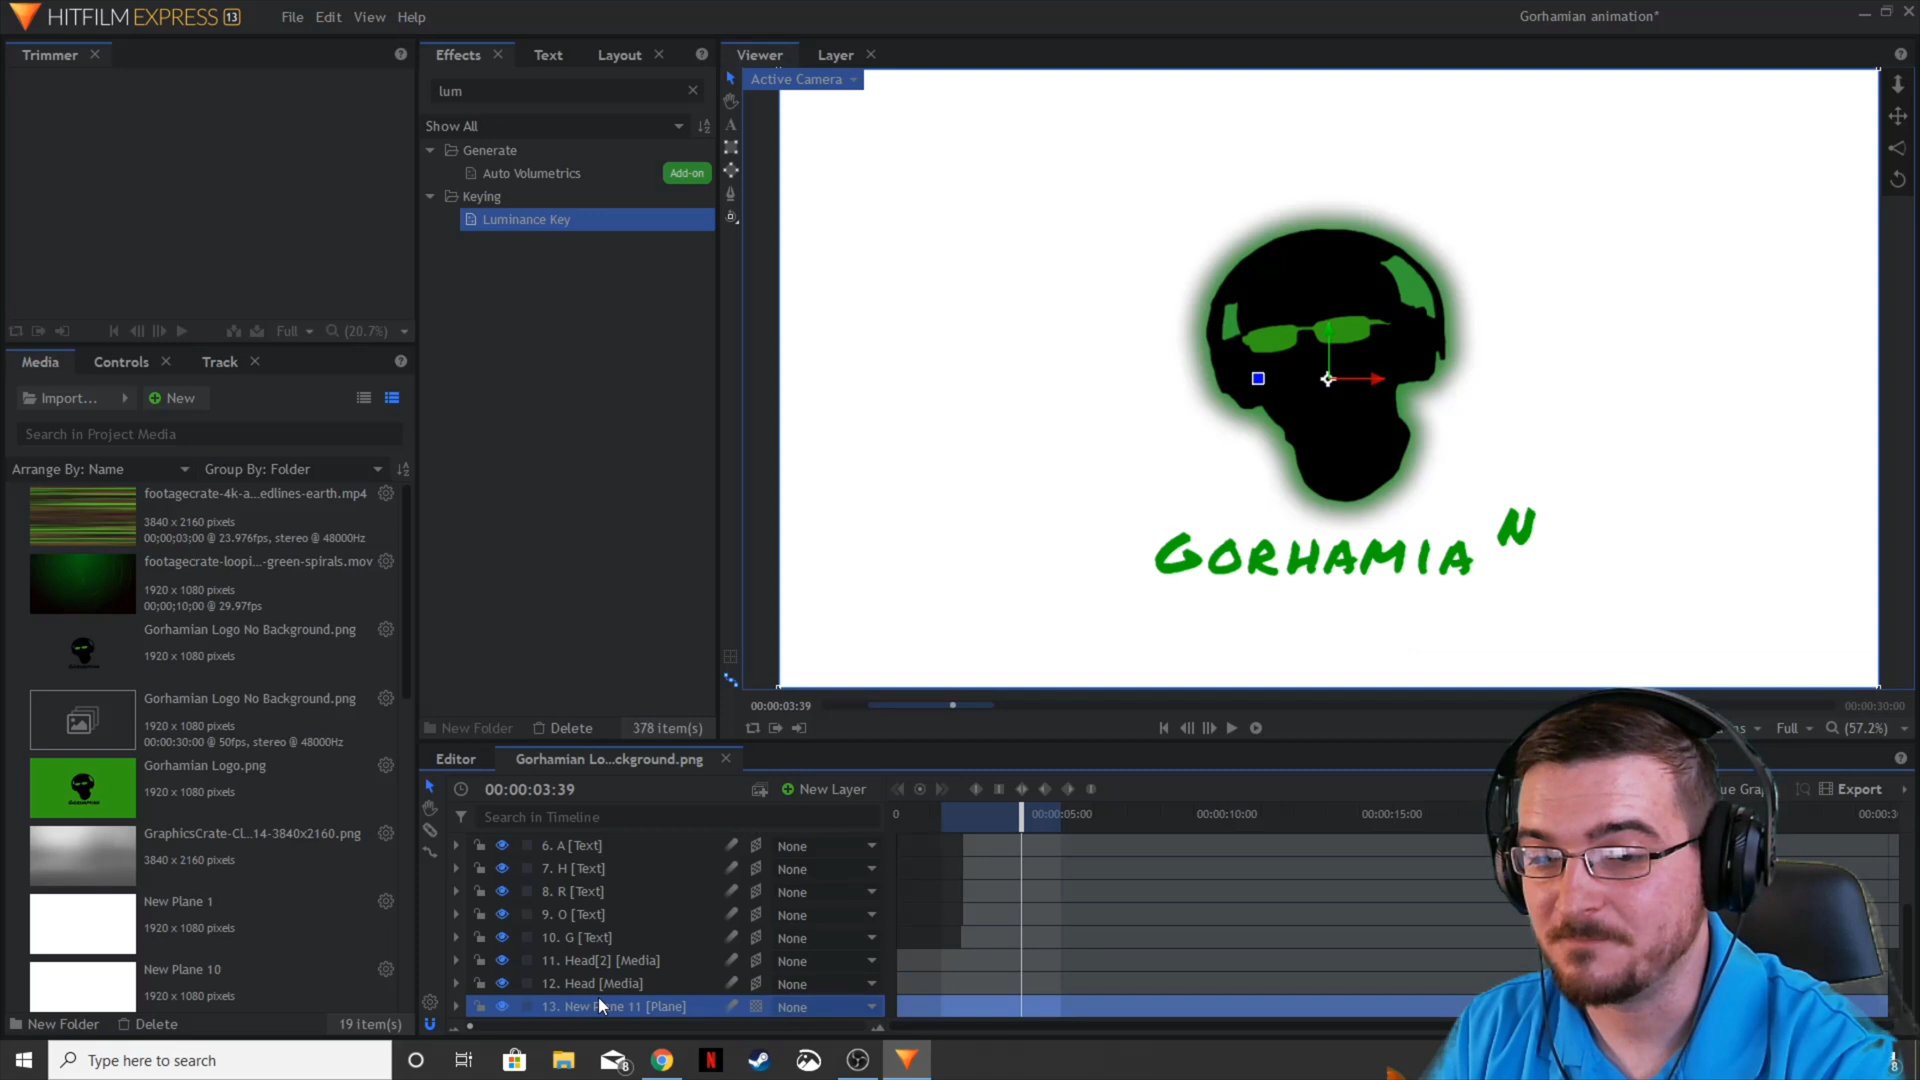 HITFILM EXPRESS 13
File Edit View Help
Gorhamian animation*
Trimmer
Effects Text Layout
Viewer Layer
Active Camera
lum
Show All
Generate
Auto Volumetrics Add-on
Keying
Luminance Key
GORHAMIA N
Full (20.7%)
Media Controls Track
Import... New
Search in Project Media
Arrange By: Name Group By: Folder
footagecrate-4k-a...edlines-earth.mp4
3840 x 2160 pixels
00;00;03;00 @ 23.976fps, stereo @ 48000Hz
footagecrate-loopi...-green-spirals.mov
1920 x 1080 pixels
00;00;10;00 @ 29.97fps
Gorhamian Logo No Background.png
1920 x 1080 pixels
Gorhamian Logo No Background.png
1920 x 1080 pixels
00:00:30:00 @ 50fps, stereo @ 48000Hz
Gorhamian Logo.png
1920 x 1080 pixels
GraphicsCrate-Cl...14-3840x2160.png
3840 x 2160 pixels
New Plane 1
1920 x 1080 pixels
New Plane 10
1920 x 1080 pixels
New Folder Delete 19 item(s)
New Folder Delete 378 item(s)
00:00:03:39
00:00:30:00
Full (57.2%)
Editor Gorhamian Lo...ckground.png
00:00:03:39
New Layer
Export
Search in Timeline
0 00:00:05:00 00:00:10:00 00:00:15:00
6. A [Text] None
7. H [Text] None
8. R [Text] None
9. O [Text] None
10. G [Text] None
11. Head[2] [Media] None
12. Head [Media] None
13. New Plane 11 [Plane] None
Type here to search
8
N
8